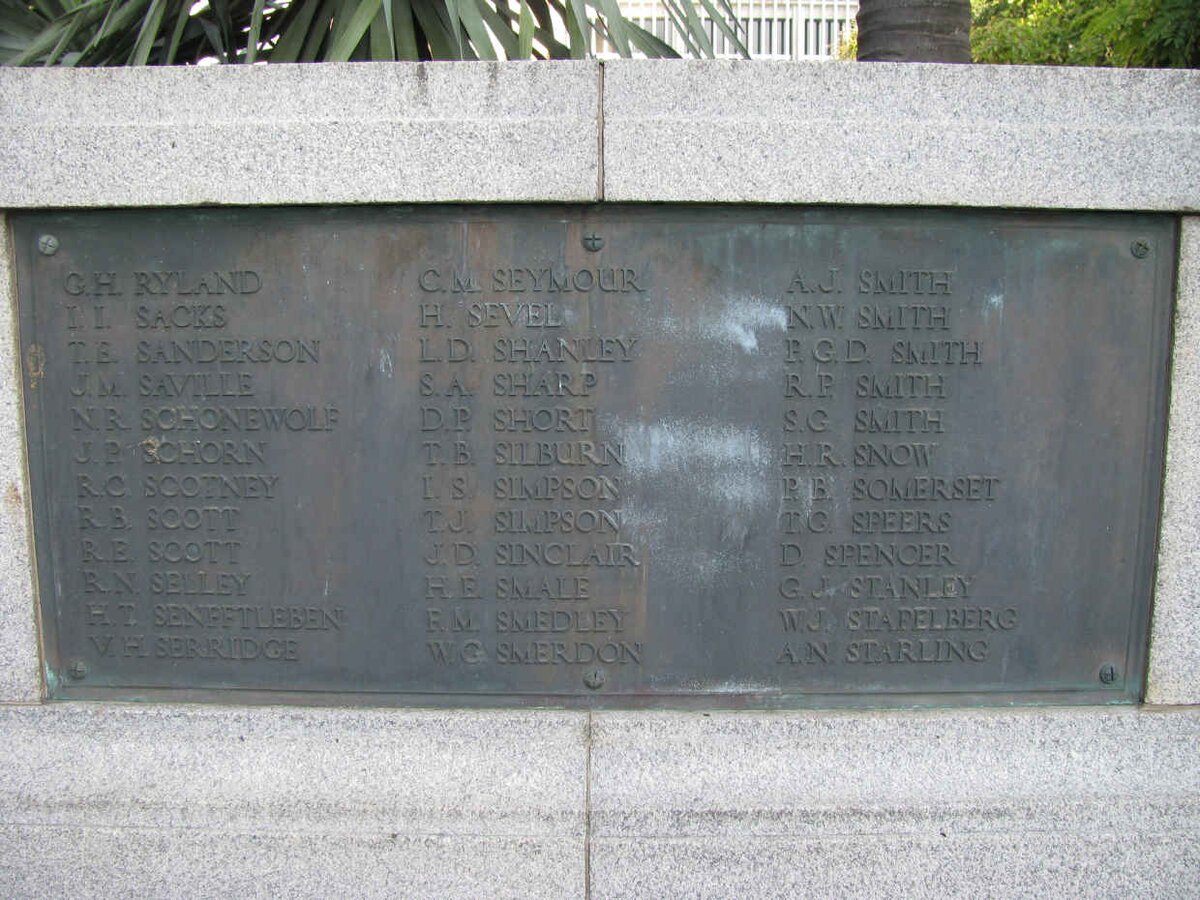 G.H. RYLAND
I. I. SACKS
T.E. SANDERSON
J.M. SAVILLE
N.R. SCHONEWOLF
J.P. SCHORN
R.C. SCOTNEY
R.B. SCOTT
R.E. SCOTT
R.N. SELLEY
H.T. SENFFTLEBEN
V.H. SERRIDGE
C.M. SEYMOUR
H. SEVEL
L.D. SHANLEY
S.A. SHARP
D.P. SHORT
T.B. SILBURN
I.S. SIMPSON
T.J. SIMPSON
J.D. SINCLAIR
H.E. SMALE
F.M. SMEDLEY
W.G. SMERDON
A.J. SMITH
N.W. SMITH
P.G.D. SMITH
R.P. SMITH
S.G. SMITH
H.R. SNOW
P.B. SOMERSET
T.G. SPEERS
D. SPENCER
G.J. STANLEY
W.J. STAPELBERG
A.N. STARLING